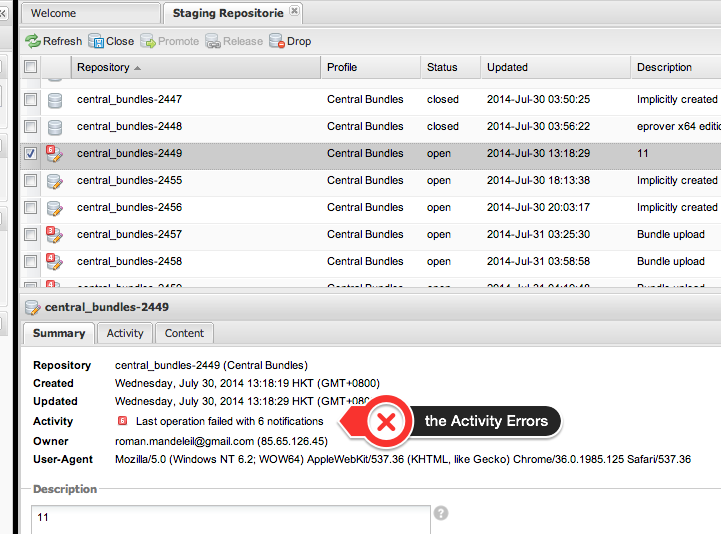 Welcome
Staging Repositorie
Refresh Close Promote Release Drop
Repository Profile Status Updated Description
central_bundles-2447 Central Bundles closed 2014-Jul-30 03:50:25 Implicitly created
central_bundles-2448 Central Bundles closed 2014-Jul-30 03:56:22 eprover x64 editio
6 central_bundles-2449 Central Bundles open 2014-Jul-30 13:18:29 11
central_bundles-2455 Central Bundles open 2014-Jul-30 18:13:38 Implicitly created
central_bundles-2456 Central Bundles open 2014-Jul-30 20:03:17 Implicitly created
3 central_bundles-2457 Central Bundles open 2014-Jul-31 03:25:30 Bundle upload
4 central_bundles-2458 Central Bundles open 2014-Jul-31 03:58:58 Bundle upload
central_bundles-2449
Summary Activity Content
Repository central_bundles-2449 (Central Bundles)
Created Wednesday, July 30, 2014 13:18:19 HKT (GMT+0800)
Updated Wednesday, July 30, 2014 13:18:29 HKT (GMT+080
Activity 6 Last operation failed with 6 notifications
the Activity Errors
Owner roman.mandeleil@gmail.com (85.65.126.45)
User-Agent Mozilla/5.0 (Windows NT 6.2; WOW64) AppleWebKit/537.36 (KHTML, like Gecko) Chrome/36.0.1985.125 Safari/537.36
Description
11